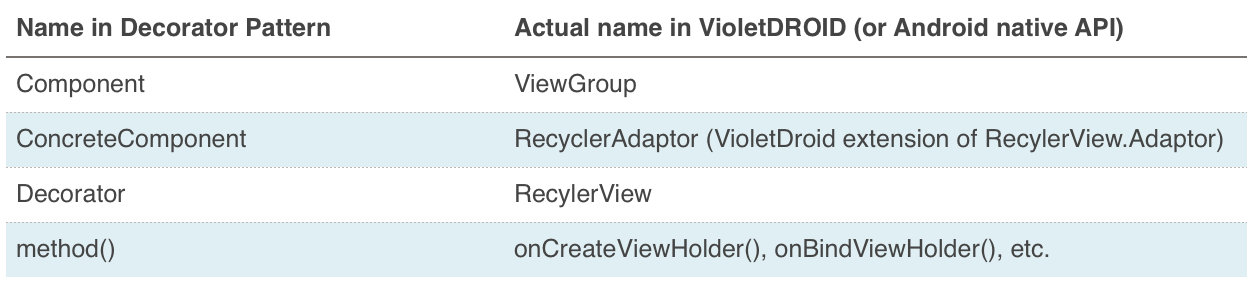 Name in Decorator Pattern Actual name in VioletDROID (or Android native API)
Component ViewGroup
ConcreteComponent RecyclerAdaptor (VioletDroid extension of RecylerView.Adaptor)
Decorator RecylerView
method() onCreateViewHolder(), onBindViewHolder(), etc.